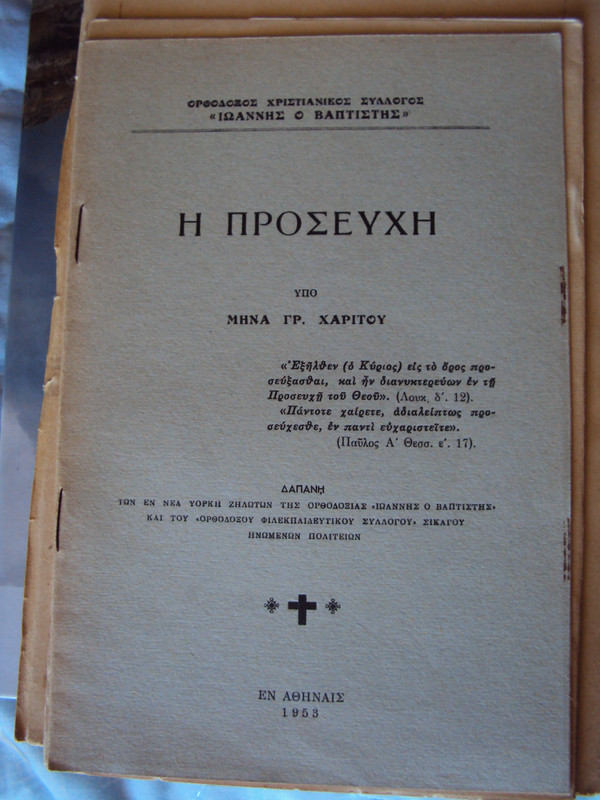 ΟΡΘΟΔΟΞΟΣ ΧΡΙΣΤΙΑΝΙΚΟΣ ΣΥΛΛΟΓΟΣ
«ΙΩΑΝΝΗΣ Ο ΒΑΠΤΙΣΤΗΣ»
Η ΠΡΟΣΕΥΧΗ
ΥΠΟ
ΜΗΝΑ ΓΡ. ΧΑΡΙΤΟΥ
«Ἐξῆλθεν (ὁ Κύριος) εἰς τὸ ὄρος προ-
σεύξασθαι, καὶ ἦν διανυκτερεύων ἐν τῇ
Προσευχῇ τοῦ Θεοῦ». (Λουκ. δ΄. 12).
«Πάντοτε χαίρετε, ἀδιαλείπτως προ-
σεύχεσθε, ἐν παντὶ εὐχαριστεῖτε».
(Παῦλος Α΄ Θεσσ. ε΄. 17).
ΔΑΠΑΝῌ
ΤΩΝ ΕΝ ΝΕΑ ΥΟΡΚΗ ΖΗΛΩΤΩΝ ΤΗΣ ΟΡΘΟΔΟΞΙΑΣ «ΙΩΑΝΝΗΣ Ο ΒΑΠΤΙΣΤΗΣ»
ΚΑΙ ΤΟΥ «ΟΡΘΟΔΟΞΟΥ ΦΙΛΕΚΠΑΙΔΕΥΤΙΚΟΥ ΣΥΛΛΟΓΟΥ» ΣΙΚΑΓΟΥ
ΗΝΩΜΕΝΩΝ ΠΟΛΙΤΕΙΩΝ
ΕΝ ΑΘΗΝΑΙΣ
1953